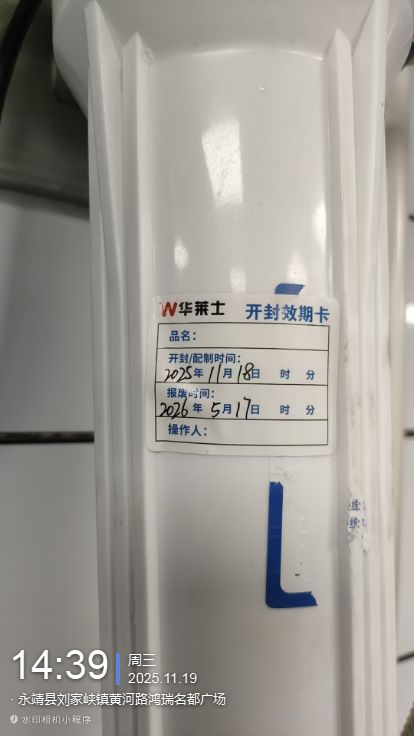 W华莱士 开封效期卡
品名：
开封/配制时间：
2025年11月18日 时 分
报废时间：
2026年5月17日 时 分
操作人：
14:39 周三
2025.11.19
· 永靖县刘家峡镇黄河路鸿瑞名都广场
水印相机小程序